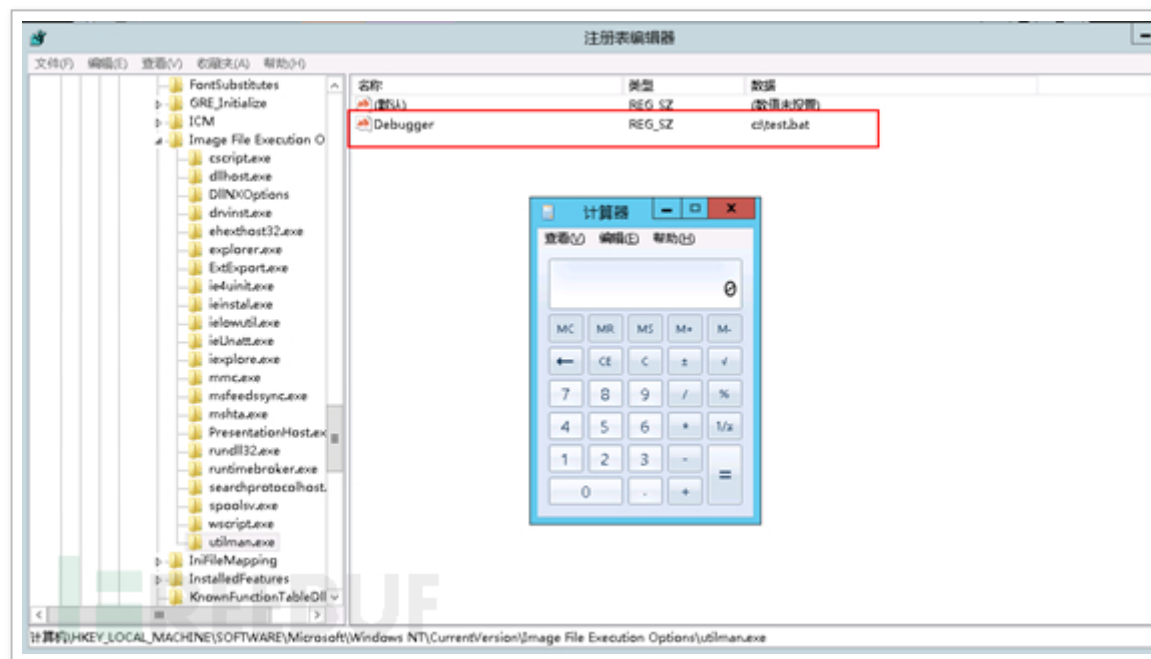 注册表编辑器
文件(F) 编辑(E) 查看(V) 收藏夹(A) 帮助(H)
FontSubstitutes
GRE_Initialize
ICM
Image File Execution O
cscript.exe
dllhost.exe
DllNXOptions
drvinst.exe
ehexthost32.exe
explorer.exe
ExtExport.exe
ie4uinit.exe
ieinstal.exe
ielowutil.exe
ieUnatt.exe
iexplore.exe
mmc.exe
msfeedssync.exe
mshta.exe
PresentationHost.ex
rundll32.exe
runtimebroker.exe
searchprotocolhost.
spoolsv.exe
wscript.exe
utilman.exe
IniFileMapping
InstalledFeatures
KnownFunctionTableDll
名称 类型 数据
(默认) REG_SZ (数值未设置)
Debugger REG_SZ c:\test.bat
计算器
查看(V) 编辑(E) 帮助(H)
0
MC MR MS M+ M-
← CE C ± √
7 8 9 / %
4 5 6 * 1/x
1 2 3 - =
0 . +
FREEBUF
计算机\HKEY_LOCAL_MACHINE\SOFTWARE\Microsoft\Windows NT\CurrentVersion\Image File Execution Options\utilman.exe